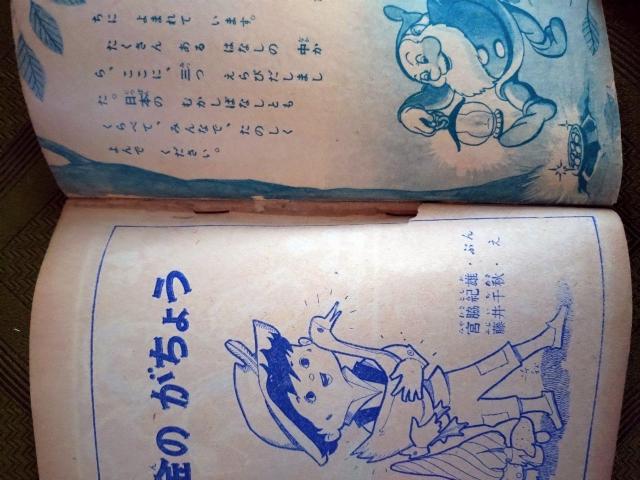 ちに よまれて います。
たくさん ある はなしの 中か
ら、ここに、三つ えらびだしまし
た。日本の むかしばなしとも
くらべて、みんなで、たのしく
よんで ください。
金の がちょう
宮脇紀雄・ぶん
藤井千秋・え